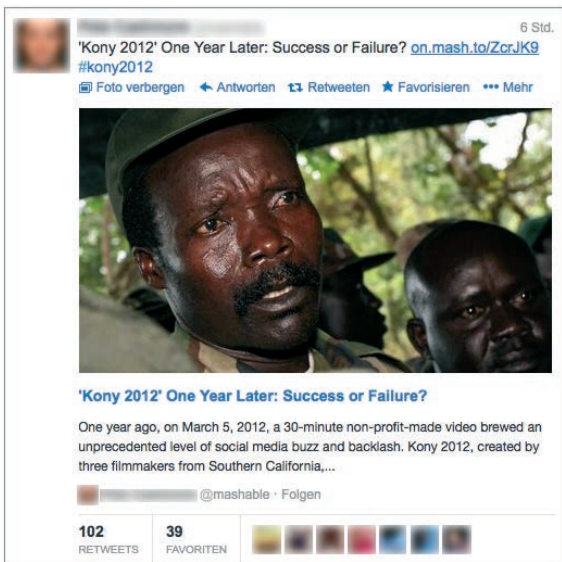 6 Std.
'Kony 2012' One Year Later: Success or Failure? on.mash.to/ZcrJK9
#kony2012
Foto verbergen Antworten Retweeten Favorisieren Mehr
'Kony 2012' One Year Later: Success or Failure?
One year ago, on March 5, 2012, a 30-minute non-profit-made video brewed an
unprecedented level of social media buzz and backlash. Kony 2012, created by
three filmmakers from Southern California,...
@mashable · Folgen
102 39
RETWEETS FAVORITEN